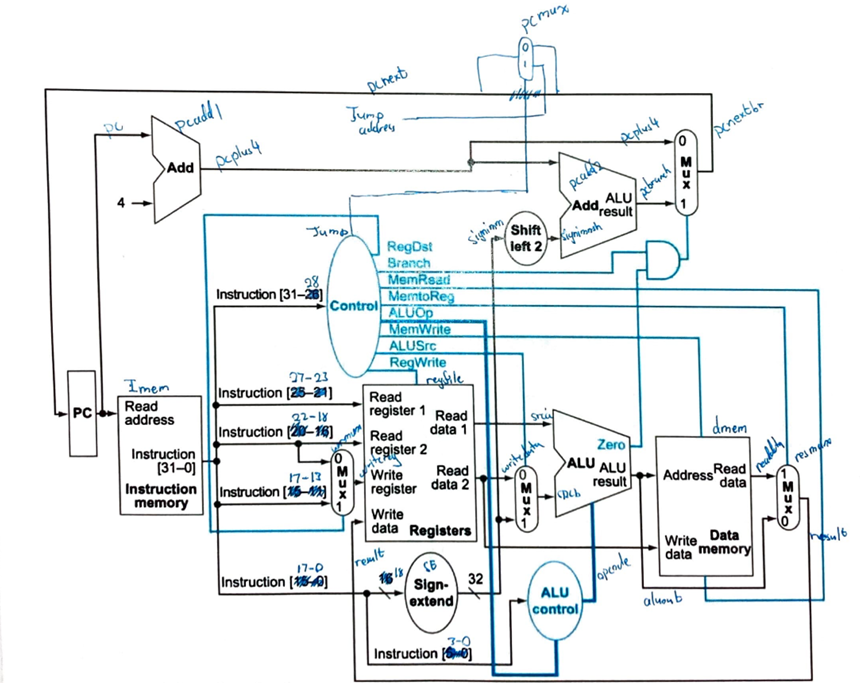 pcmux
0
1
pcnext
Jump
address
PC
pcadd1
pcplus4
Add
4
pcplus4
pcnextbr
0
Mux
1
pcadd2
pcbranch
Add ALU
result
signimm
signimmsh
Shift
left 2
Jump
Control
RegDst
Branch
MemRead
MemtoReg
ALUOp
MemWrite
ALUSrc
RegWrite
28
Instruction [31–26]
27-23
Instruction [25–21]
22-18
Instruction [20–16]
17-13
Instruction [15–11]
17-0
Instruction [15–0]
PC
Imem
Read
address
Instruction
[31–0]
Instruction
memory
wrmux
0
Mux
1
writereg
regfile
Read
register 1
Read
register 2
Write
register
Write
data
Read
data 1
Read
data 2
Registers
result
writedata
0
Mux
1
srcb
Zero
ALU
ALU
result
dmem
Address
Read
data
Write
data
Data
memory
readdata
resmux
1
Mux
0
result
aluout
16
18
SE
Sign-
extend
32
opcode
ALU
control
3-0
Instruction [5–0]